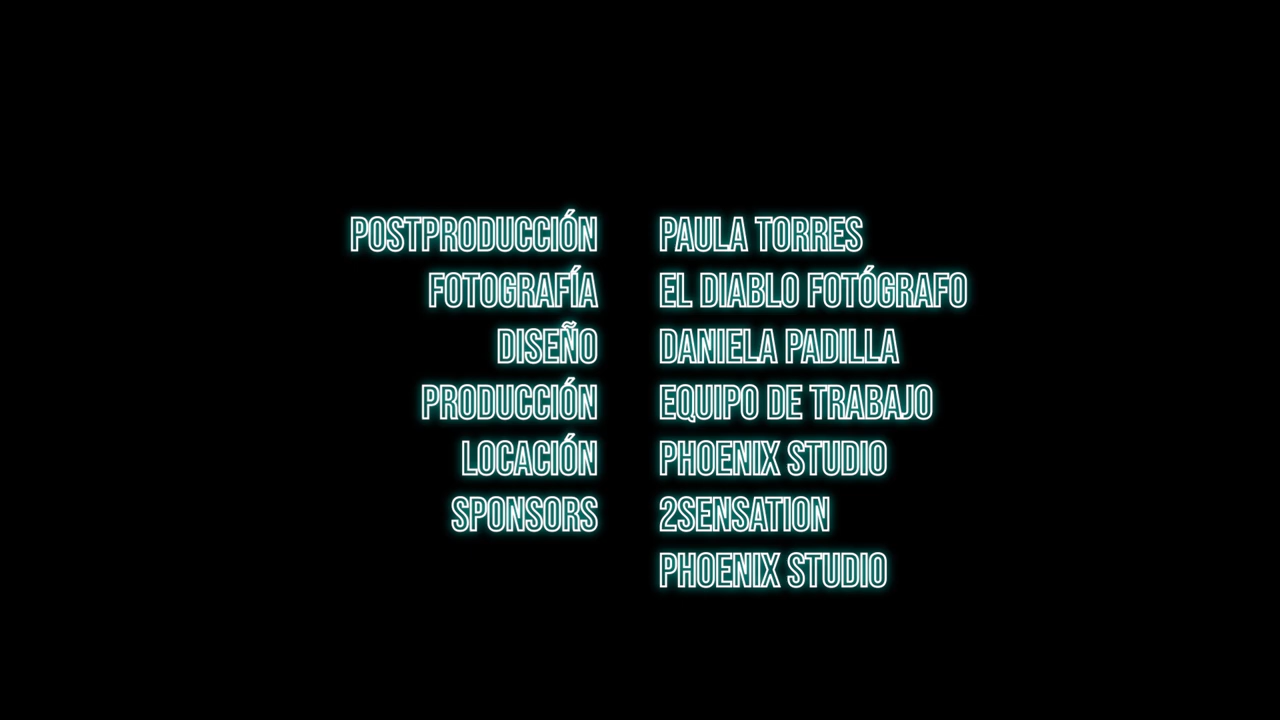 POSTPRODUCCIÓN PAULA TORRES
FOTOGRAFÍA EL DIABLO FOTÓGRAFO
DISEÑO DANIELA PADILLA
PRODUCCIÓN EQUIPO DE TRABAJO
LOCACIÓN PHOENIX STUDIO
SPONSORS 2SENSATION
PHOENIX STUDIO